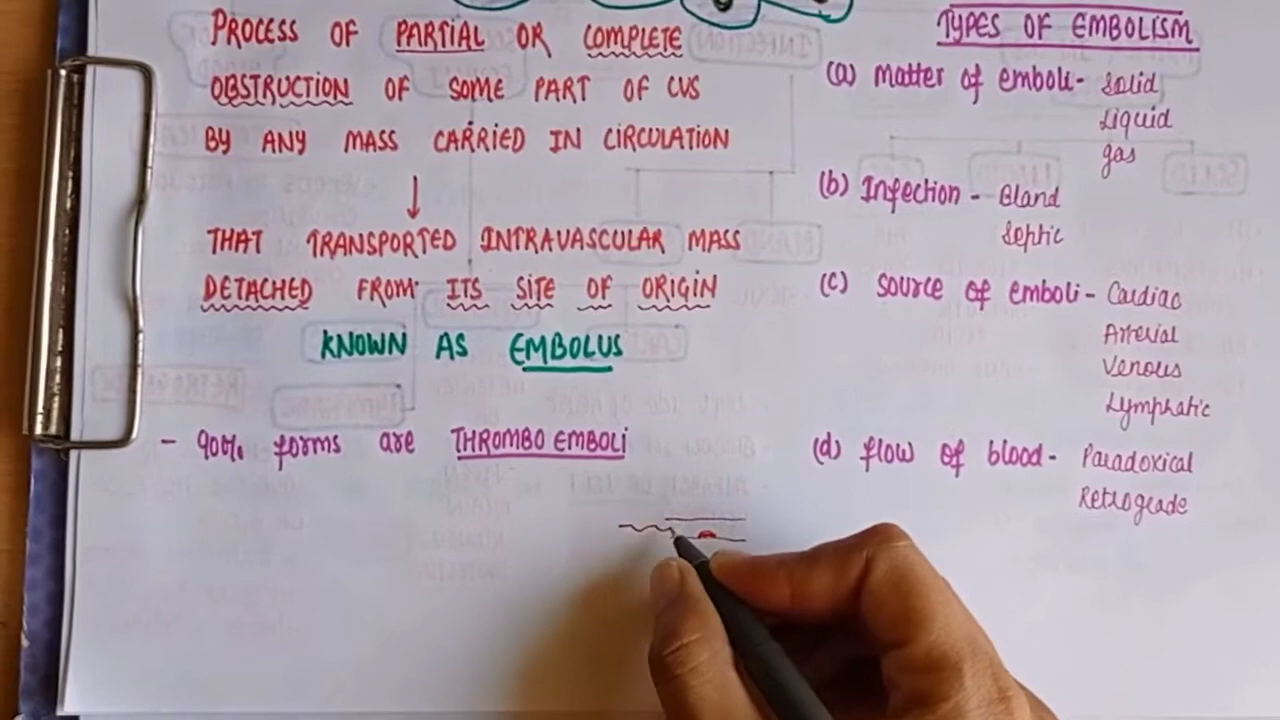 PROCESS OF PARTIAL OR COMPLETE
OBSTRUCTION OF SOME PART OF CVS
BY ANY MASS CARRIED IN CIRCULATION
↓
THAT TRANSPORTED INTRAVASCULAR MASS
DETACHED FROM ITS SITE OF ORIGIN
KNOWN AS EMBOLUS
- 90% forms are THROMBOEMBOLI
TYPES OF EMBOLISM
(a) matter of emboli - Solid
Liquid
gas
(b) Infection - Bland
Septic
(c) source of emboli - Cardiac
Arterial
Venous
Lymphatic
(d) flow of blood - Paradoxical
Retrograde